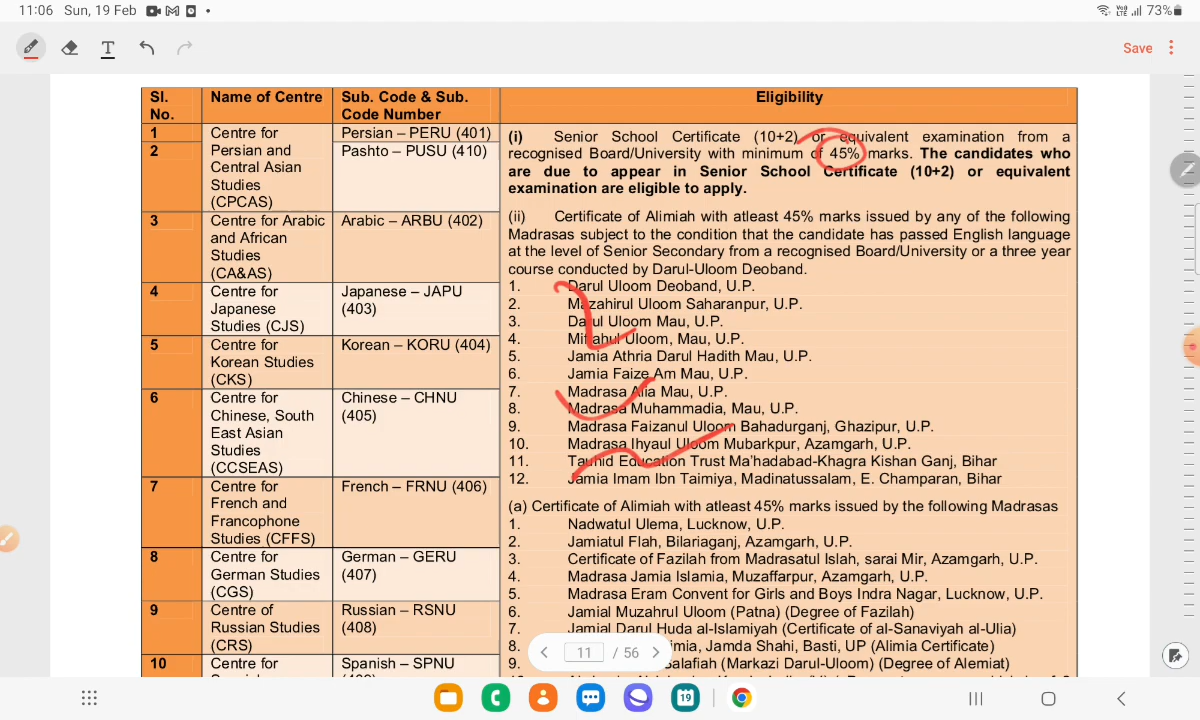 11:06 Sun, 19 Feb
73%
T
Save
Sl. No.
Name of Centre
Sub. Code & Sub. Code Number
Eligibility
1
Centre for Persian and Central Asian Studies (CPCAS)
Persian – PERU (401)
2
Pashto – PUSU (410)
3
Centre for Arabic and African Studies (CA&AS)
Arabic – ARBU (402)
4
Centre for Japanese Studies (CJS)
Japanese – JAPU (403)
5
Centre for Korean Studies (CKS)
Korean – KORU (404)
6
Centre for Chinese, South East Asian Studies (CCSEAS)
Chinese – CHNU (405)
7
Centre for French and Francophone Studies (CFFS)
French – FRNU (406)
8
Centre for German Studies (CGS)
German – GERU (407)
9
Centre of Russian Studies (CRS)
Russian – RSNU (408)
10
Centre for
Spanish – SPNU
(i) Senior School Certificate (10+2) or equivalent examination from a
recognised Board/University with minimum of 45% marks. The candidates who
are due to appear in Senior School Certificate (10+2) or equivalent
examination are eligible to apply.
(ii) Certificate of Alimiah with atleast 45% marks issued by any of the following
Madrasas subject to the condition that the candidate has passed English language
at the level of Senior Secondary from a recognised Board/University or a three year
course conducted by Darul-Uloom Deoband.
1. Darul Uloom Deoband, U.P.
2. Mazahirul Uloom Saharanpur, U.P.
3. Darul Uloom Mau, U.P.
4. Miftahul Uloom, Mau, U.P.
5. Jamia Athria Darul Hadith Mau, U.P.
6. Jamia Faize Am Mau, U.P.
7. Madrasa Alia Mau, U.P.
8. Madrasa Muhammadia, Mau, U.P.
9. Madrasa Faizanul Uloom Bahadurganj, Ghazipur, U.P.
10. Madrasa Ihyaul Uloom Mubarkpur, Azamgarh, U.P.
11. Tauhid Education Trust Ma'hadabad-Khagra Kishan Ganj, Bihar
12. Jamia Imam Ibn Taimiya, Madinatussalam, E. Champaran, Bihar
(a) Certificate of Alimiah with atleast 45% marks issued by the following Madrasas
1. Nadwatul Ulema, Lucknow, U.P.
2. Jamiatul Flah, Bilariaganj, Azamgarh, U.P.
3. Certificate of Fazilah from Madrasatul Islah, sarai Mir, Azamgarh, U.P.
4. Madrasa Jamia Islamia, Muzaffarpur, Azamgarh, U.P.
5. Madrasa Eram Convent for Girls and Boys Indra Nagar, Lucknow, U.P.
6. Jamial Muzahrul Uloom (Patna) (Degree of Fazilah)
7. Jamial Darul Huda al-Islamiyah (Certificate of al-Sanaviyah al-Ulia)
8. Jamda Shahi, Basti, UP (Alimia Certificate)
9. (Markazi Darul-Uloom) (Degree of Alemiat)
11 / 56
19